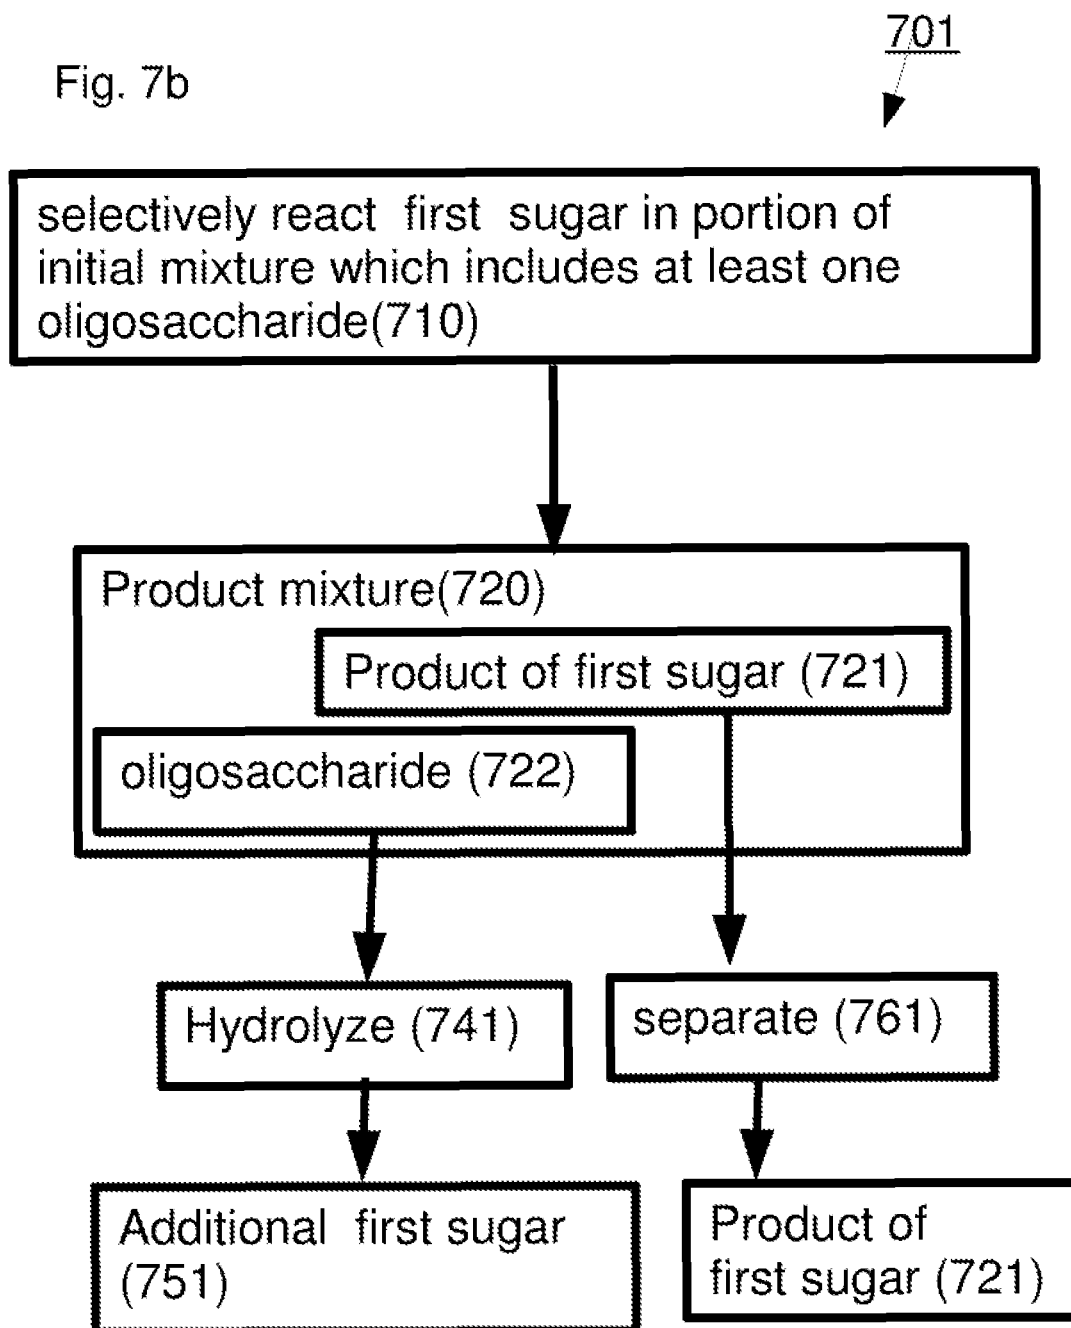 701
Fig. 7b
selectively react first sugar in portion of
initial mixture which includes at least one
oligosaccharide(710)
Product mixture(720)
Product of first sugar (721)
oligosaccharide (722)
Hydrolyze (741)
separate (761)
Additional first sugar
(751)
Product of
first sugar (721)